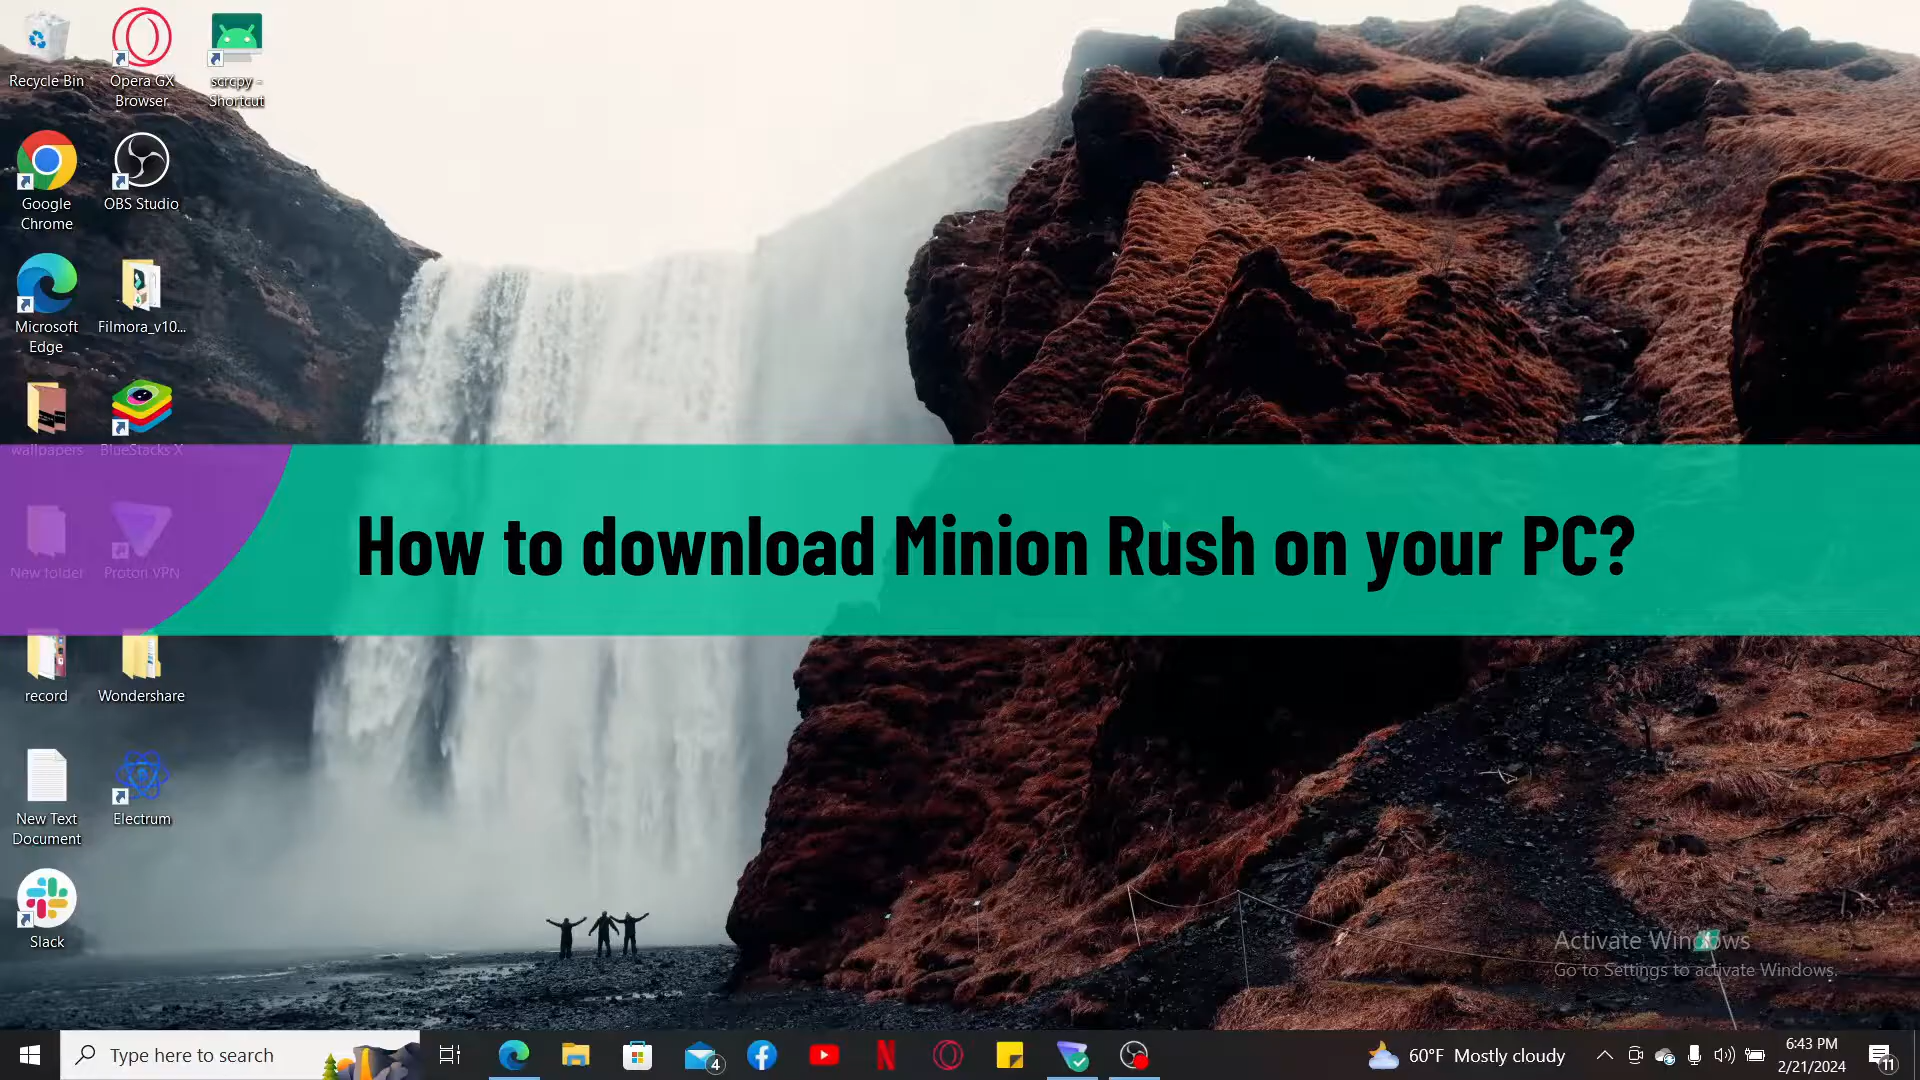 Recycle Bin
Opera GX
Browser
scrcpy -
Shortcut
Google
Chrome
OBS Studio
Microsoft
Edge
Filmora_v10...
wallpapers
BlueStacks X
How to download Minion Rush on your PC?
New folder
Proton VPN
record
Wondershare
New Text
Document
Electrum
Slack
Activate Windows
Go to Settings to activate Windows.
Type here to search
4
60°F Mostly cloudy
6:43 PM
2/21/2024
11